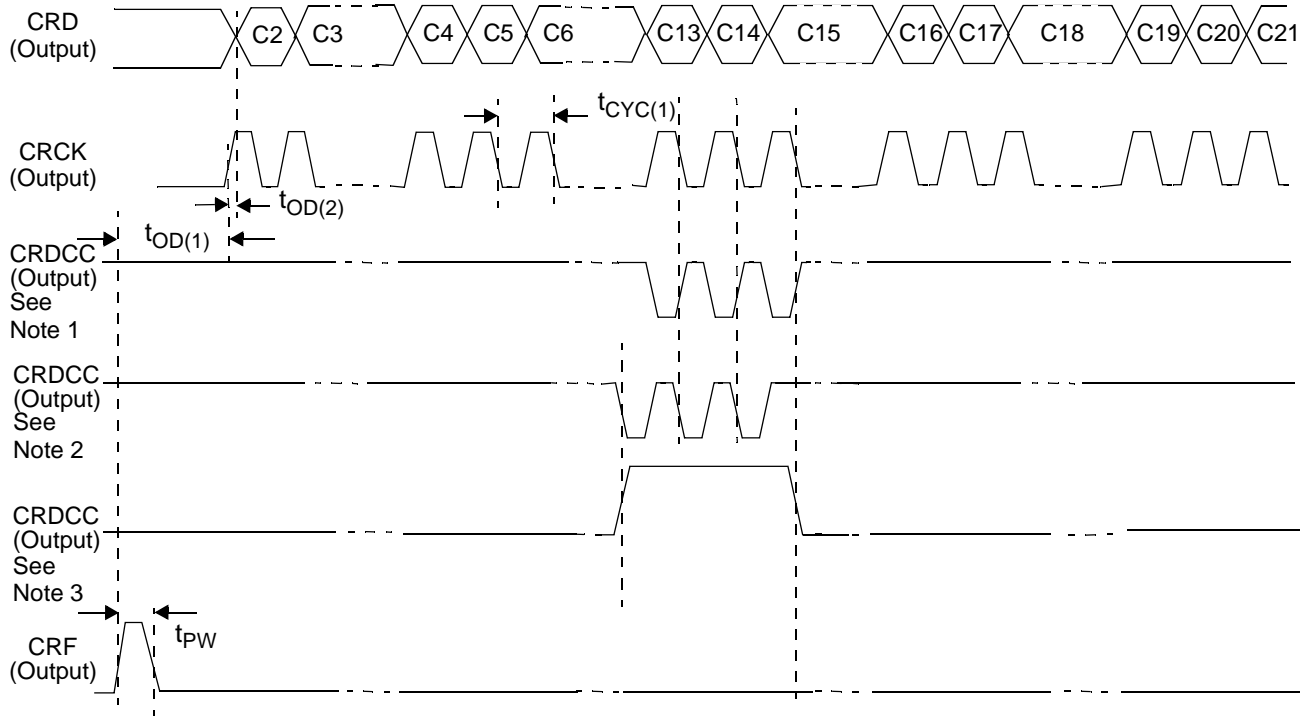 CRD
(Output)
C2 C3 C4 C5 C6 C13 C14 C15 C16 C17 C18 C19 C20 C21
tCYC(1)
CRCK
(Output)
tOD(2)
tOD(1)
CRDCC
(Output)
See
Note 1
CRDCC
(Output)
See
Note 2
CRDCC
(Output)
See
Note 3
tPW
CRF
(Output)